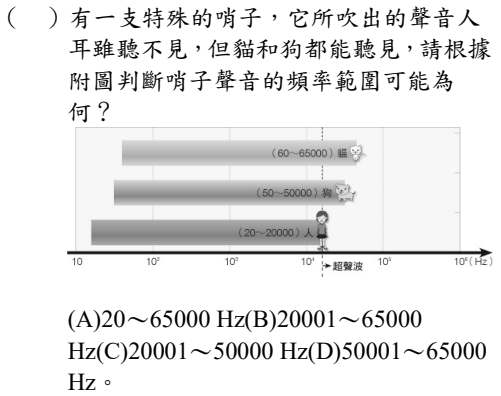 （　）有一支特殊的哨子，它所吹出的聲音人
耳雖聽不見，但貓和狗都能聽見，請根據
附圖判斷哨子聲音的頻率範圍可能為
何？
（60～65000）貓
（50～50000）狗
（20～20000）人
10 10² 10³ 10⁴ 10⁵ 10⁶（Hz）
超聲波
(A)20～65000 Hz(B)20001～65000
Hz(C)20001～50000 Hz(D)50001～65000
Hz。